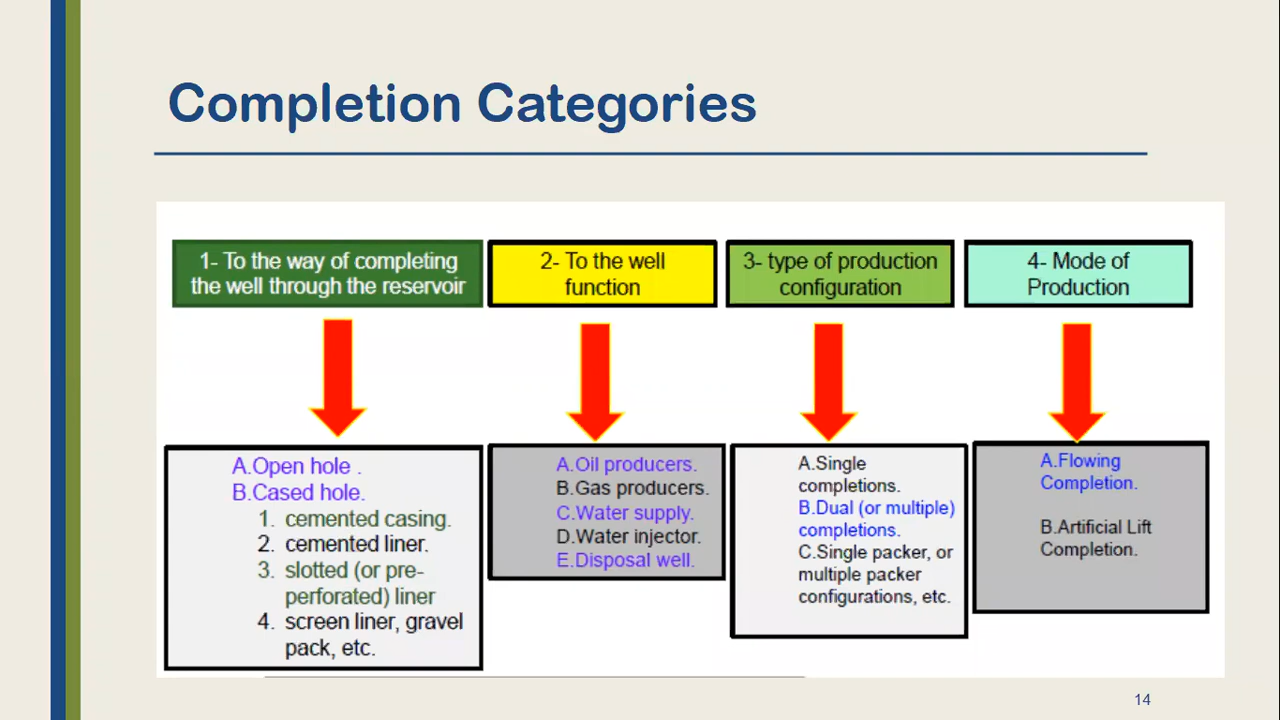 Completion Categories
1- To the way of completing
the well through the reservoir
2- To the well
function
3- type of production
configuration
4- Mode of
Production
A.Open hole .
B.Cased hole.
1. cemented casing.
2. cemented liner.
3. slotted (or pre-
perforated) liner
4. screen liner, gravel
pack, etc.
A.Oil producers.
B.Gas producers.
C.Water supply.
D.Water injector.
E.Disposal well.
A.Single
completions.
B.Dual (or multiple)
completions.
C.Single packer, or
multiple packer
configurations, etc.
A.Flowing
Completion.
B.Artificial Lift
Completion.
14